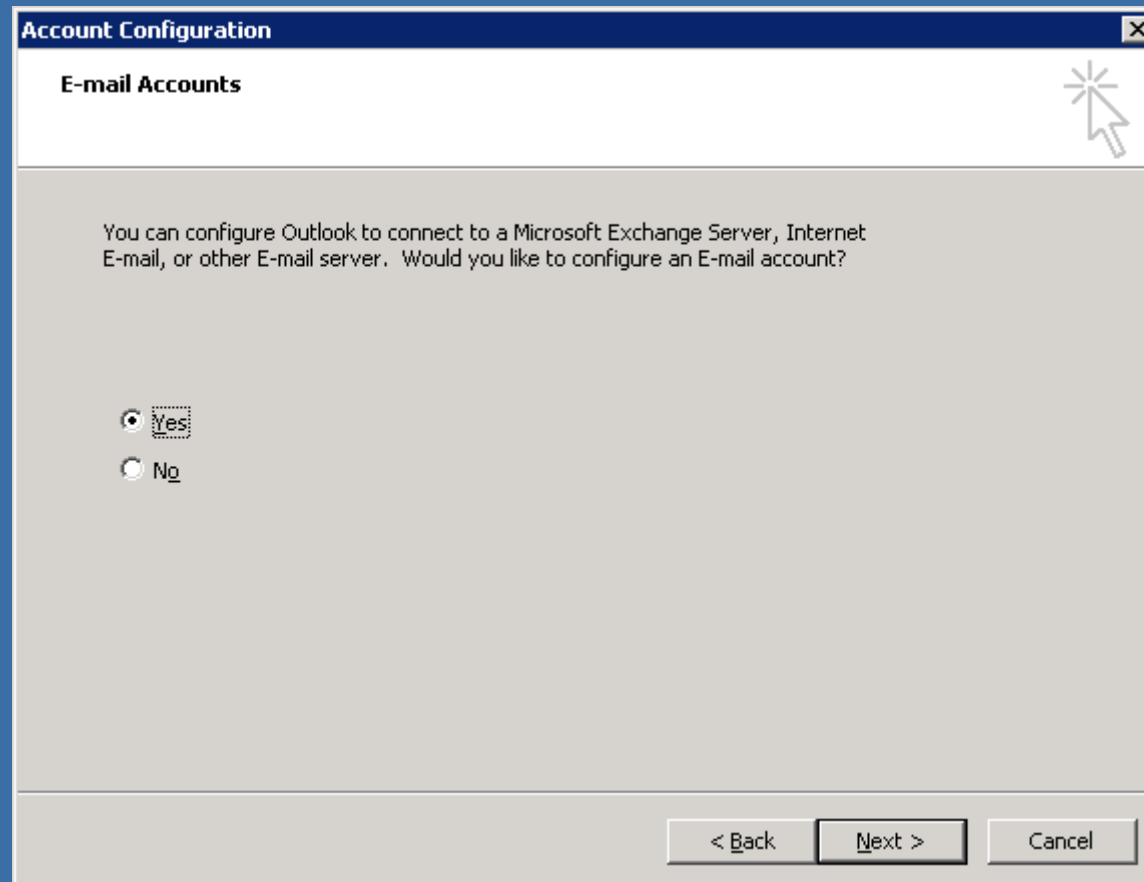 Account Configuration
E-mail Accounts
You can configure Outlook to connect to a Microsoft Exchange Server, Internet
E-mail, or other E-mail server.  Would you like to configure an E-mail account?
Yes
No
< Back
Next >
Cancel